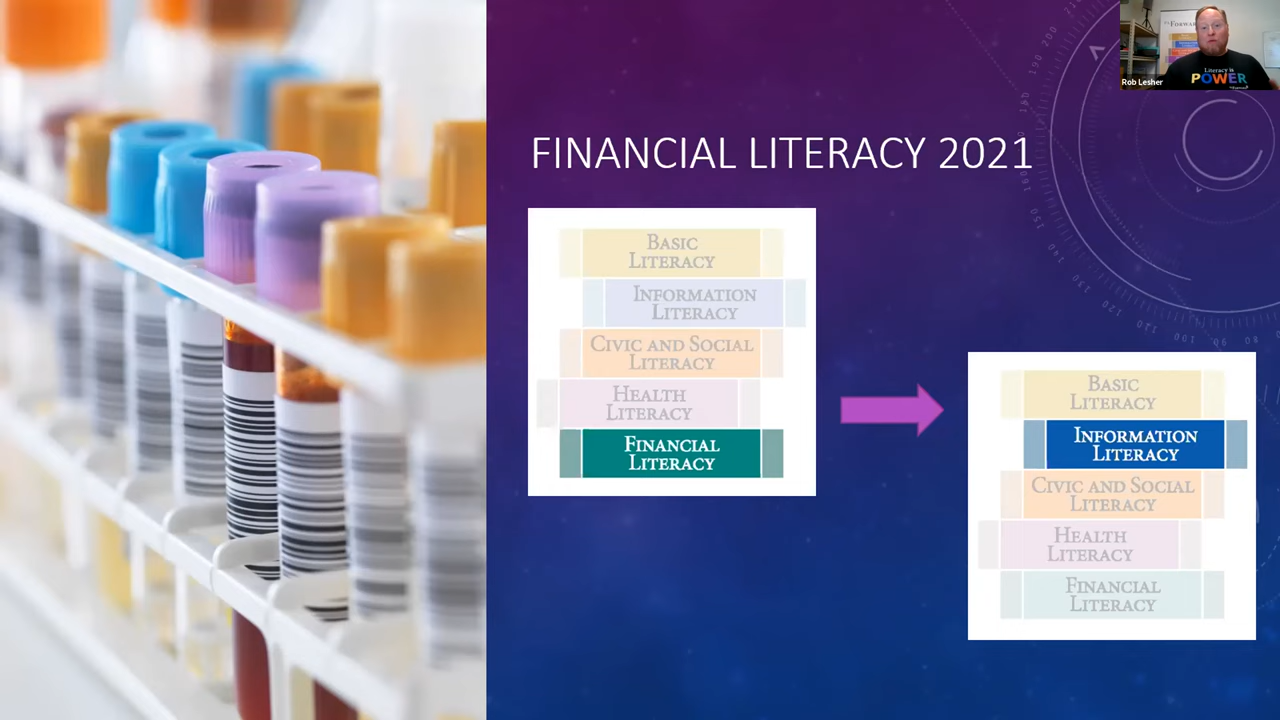 FINANCIAL LITERACY 2021
BASIC
LITERACY
INFORMATION
LITERACY
CIVIC AND SOCIAL
LITERACY
HEALTH
LITERACY
FINANCIAL
LITERACY
BASIC
LITERACY
INFORMATION
LITERACY
CIVIC AND SOCIAL
LITERACY
HEALTH
LITERACY
FINANCIAL
LITERACY
Literacy is
POWER
Rob Lesher